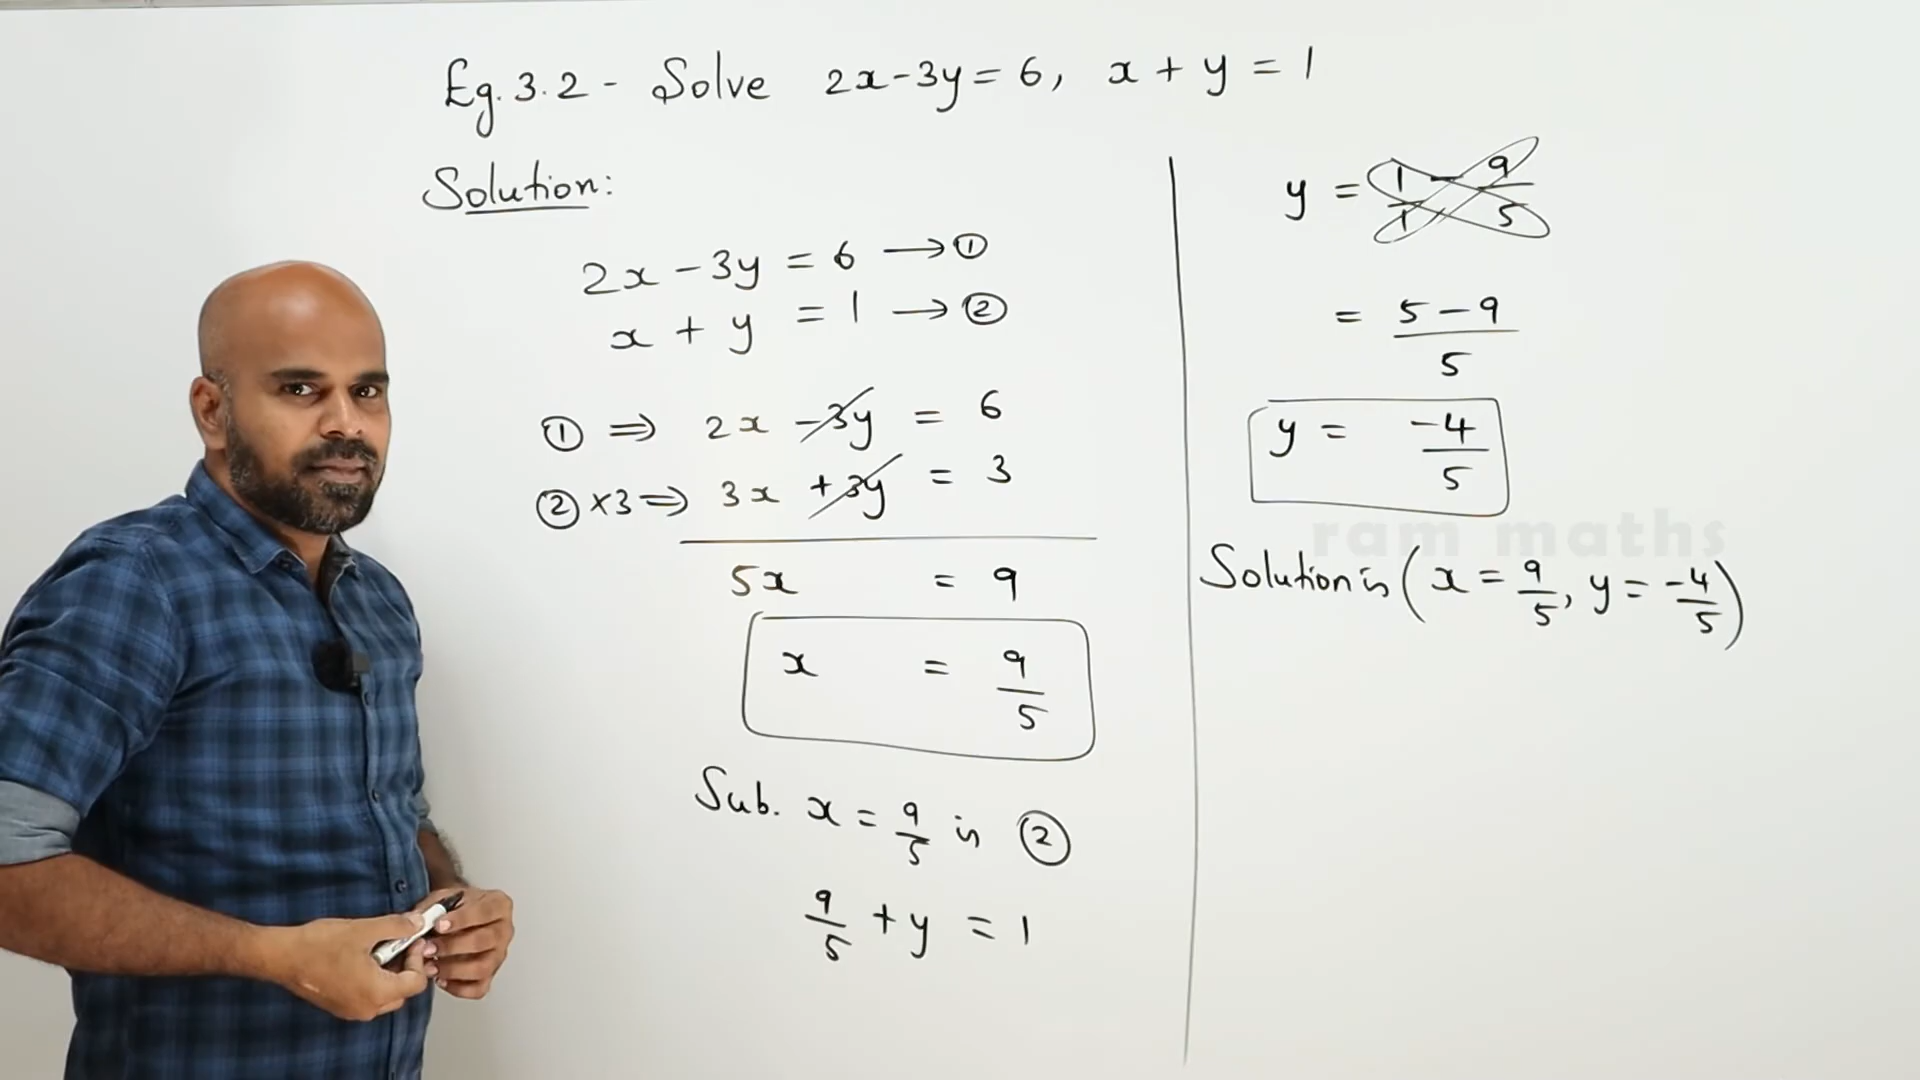 Eg. 3.2 - Solve 2x-3y = 6, x + y = 1
Solution:
2x - 3y = 6 → ①
x + y = 1 → ②
① ⇒ 2x - 3y = 6
② ×3 ⇒ 3x + 3y = 3
5x = 9
x = 9/5
Sub. x = 9/5 in ②
9/5 + y = 1
y = 1/1 - 9/5
= (5 - 9)/5
y = -4/5
ram maths
Solution is (x = 9/5, y = -4/5)